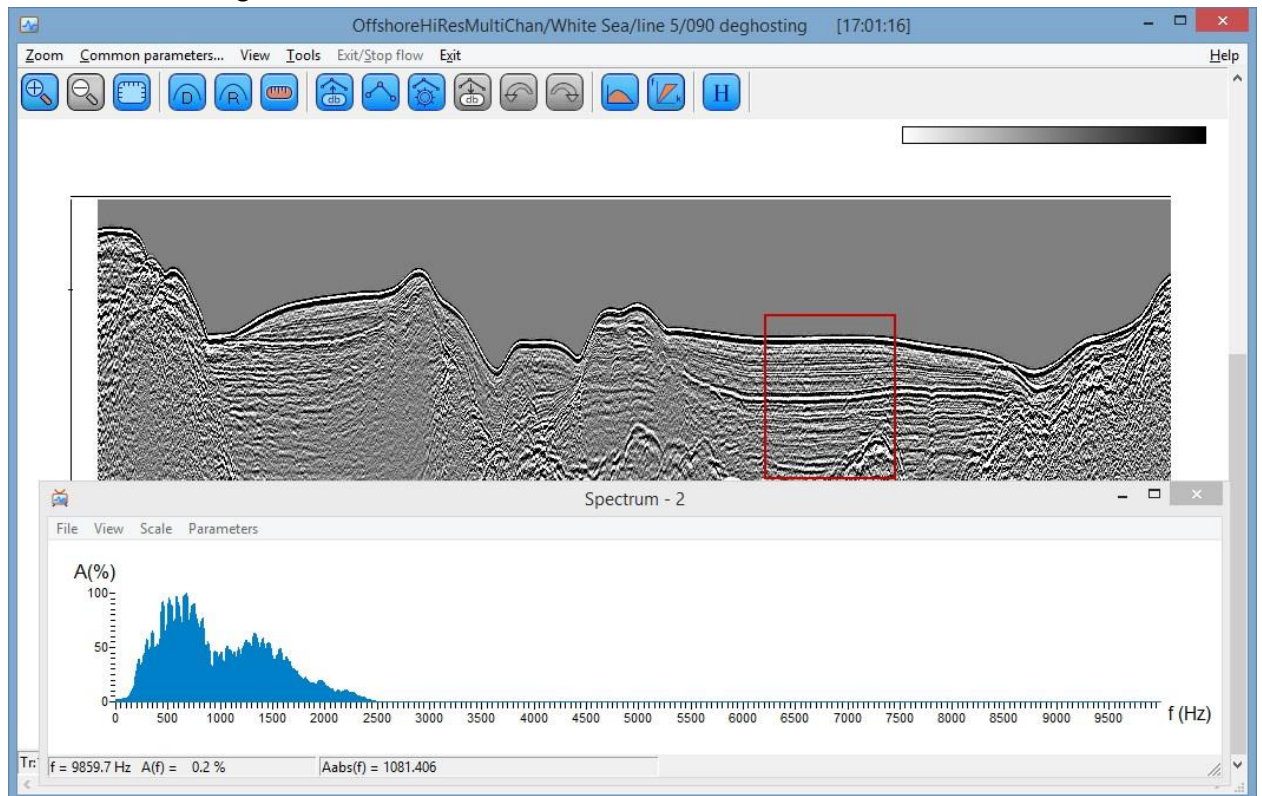 OffshoreHiResMultiChan/White Sea/line 5/090 deghosting [17:01:16]
Zoom Common parameters... View Tools Exit/Stop flow Exit Help
D R db db H
Spectrum - 2
File View Scale Parameters
A(%)
100
50
0
0 500 1000 1500 2000 2500 3000 3500 4000 4500 5000 5500 6000 6500 7000 7500 8000 8500 9000 9500 f (Hz)
f = 9859.7 Hz A(f) = 0.2 % Aabs(f) = 1081.406